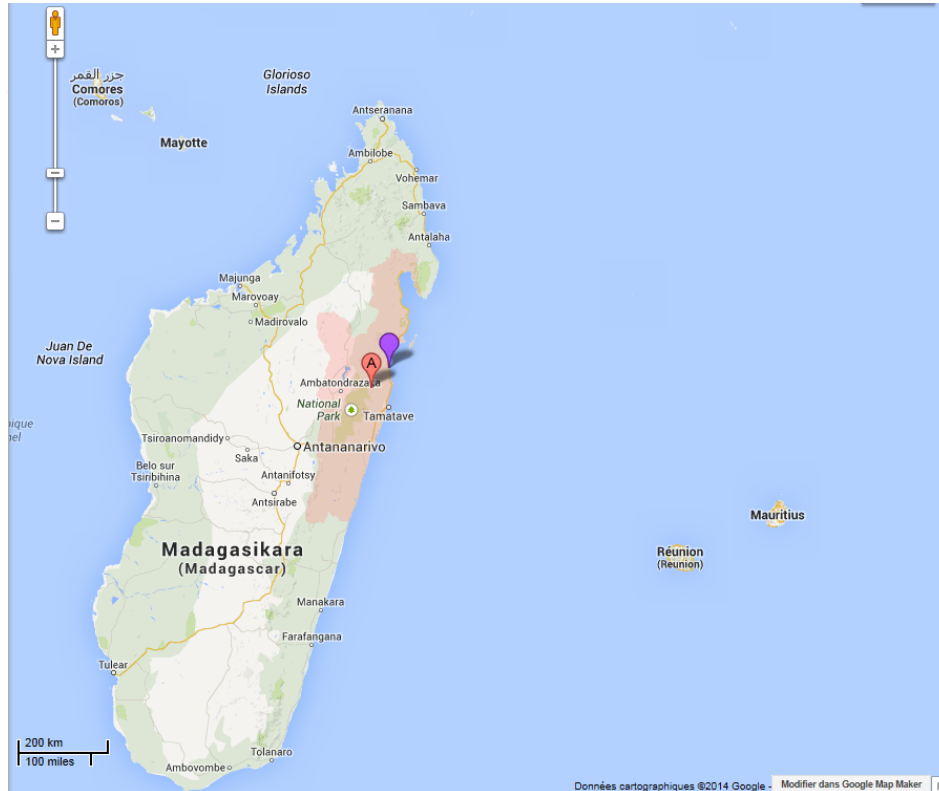 جزر القمر
Comores
(Comoros)
Glorioso
Islands
Mayotte
Antseranana
Ambilobe
Vohemar
Sambava
Antalaha
Majunga
Marovoay
Madirovalo
Juan De
Nova Island
A
Ambatondrazaka
National
Park
Tamatave
Tsiroanomandidy
Antananarivo
Saka
Belo sur
Tsiribihina
Antanifotsy
Antsirabe
Mauritius
Madagasikara
(Madagascar)
Réunion
(Reunion)
Manakara
Farafangana
Tulear
Tolanaro
Ambovombe
200 km
100 miles
Données cartographiques ©2014 Google -
Modifier dans Google Map Maker